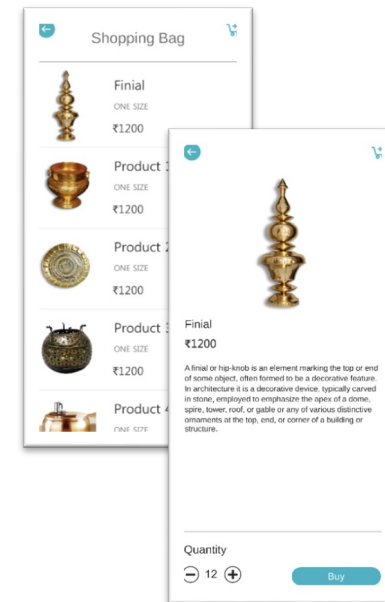 Shopping Bag
Finial
ONE SIZE
₹1200
Product
ONE SIZE
₹1200
Product
ONE SIZE
₹1200
Product
ONE SIZE
₹1200
Product
ONE SIZE
Finial
₹1200
A finial or hip-knob is an element marking the top or end
of some object, often formed to be a decorative feature.
In architecture it is a decorative device, typically carved
in stone, employed to emphasize the apex of a dome,
spire, tower, roof, or gable or any of various distinctive
ornaments at the top, end, or corner of a building or
structure.
Quantity
12
Buy